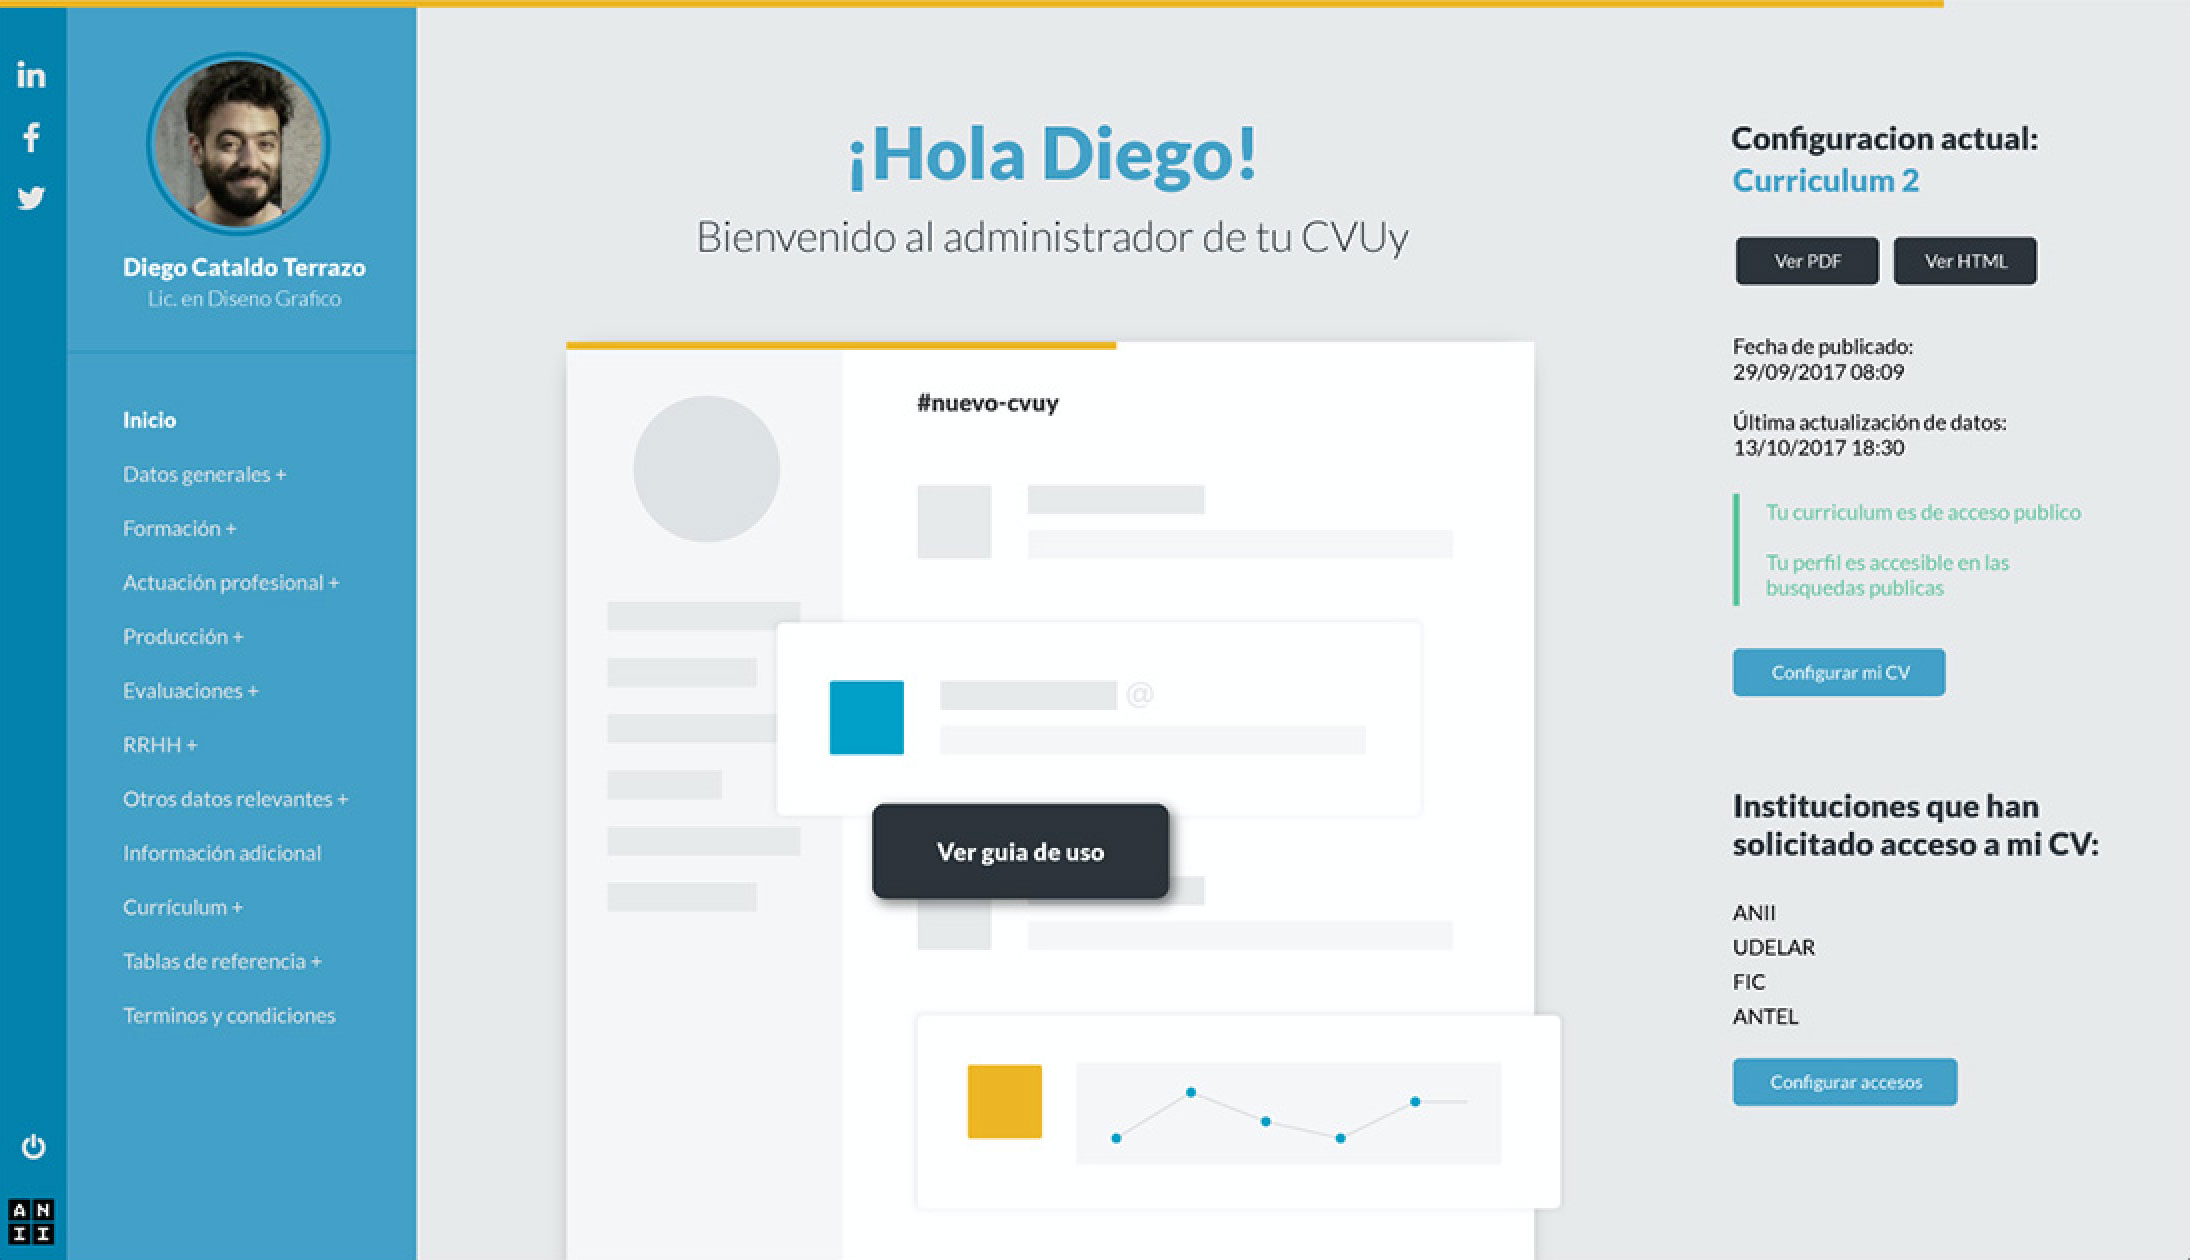 in
f
Diego Cataldo Terrazo
Lic. en Diseno Grafico
Inicio
Datos generales +
Formación +
Actuación profesional +
Producción +
Evaluaciones +
RRHH +
Otros datos relevantes +
Información adicional
Currículum +
Tablas de referencia +
Terminos y condiciones
A N
I I
¡Hola Diego!
Bienvenido al administrador de tu CVUy
#nuevo-cvuy
@
Ver guia de uso
Configuracion actual:
Curriculum 2
Ver PDF
Ver HTML
Fecha de publicado:
29/09/2017 08:09
Última actualización de datos:
13/10/2017 18:30
Tu curriculum es de acceso publico
Tu perfil es accesible en las
busquedas publicas
Configurar mi CV
Instituciones que han
solicitado acceso a mi CV:
ANII
UDELAR
FIC
ANTEL
Configurar accesos